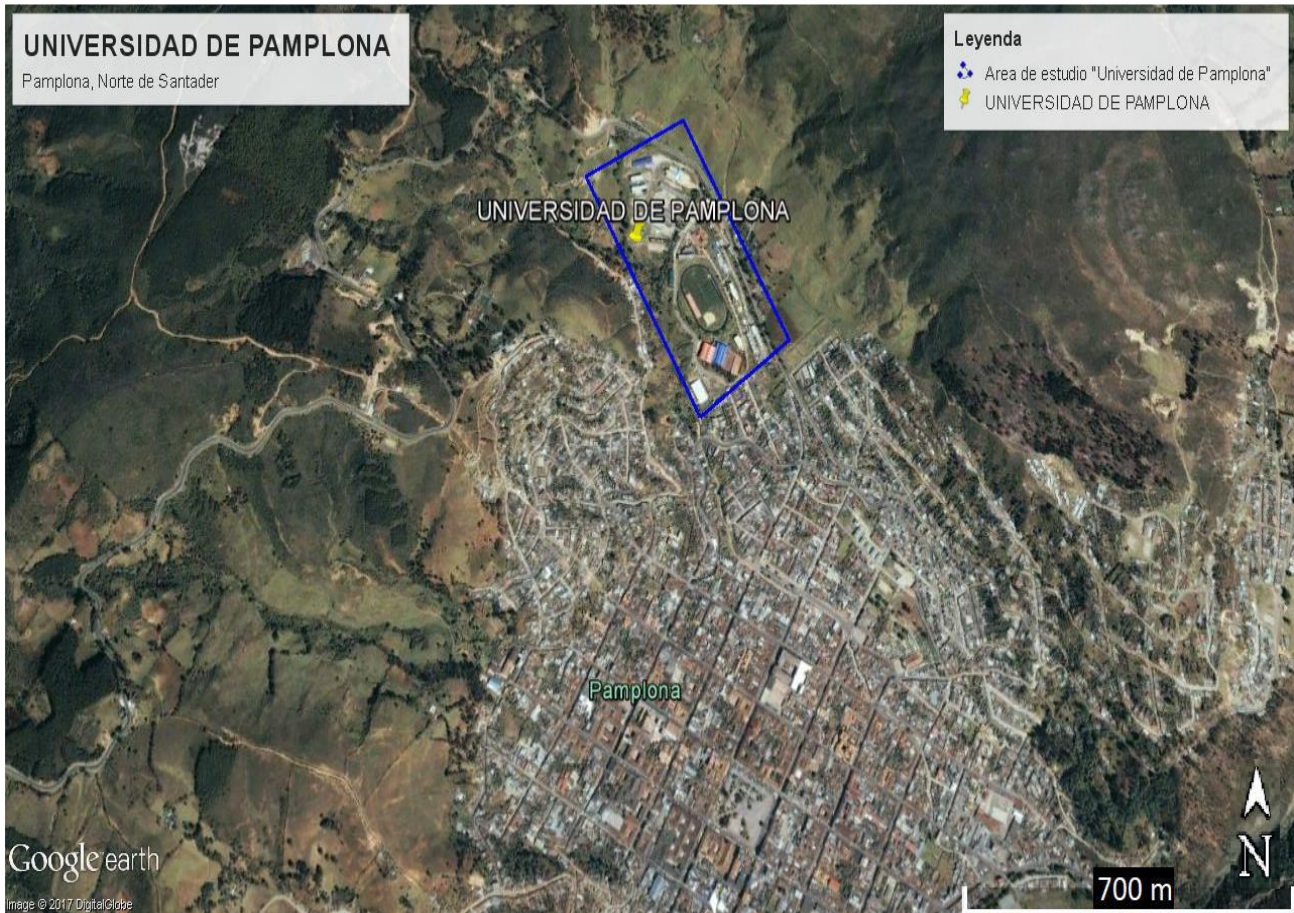 UNIVERSIDAD DE PAMPLONA
Pamplona, Norte de Santader
Leyenda
Area de estudio "Universidad de Pamplona"
UNIVERSIDAD DE PAMPLONA
UNIVERSIDAD DE PAMPLONA
Pamplona
Google earth
Image © 2017 DigitalGlobe
700 m
N